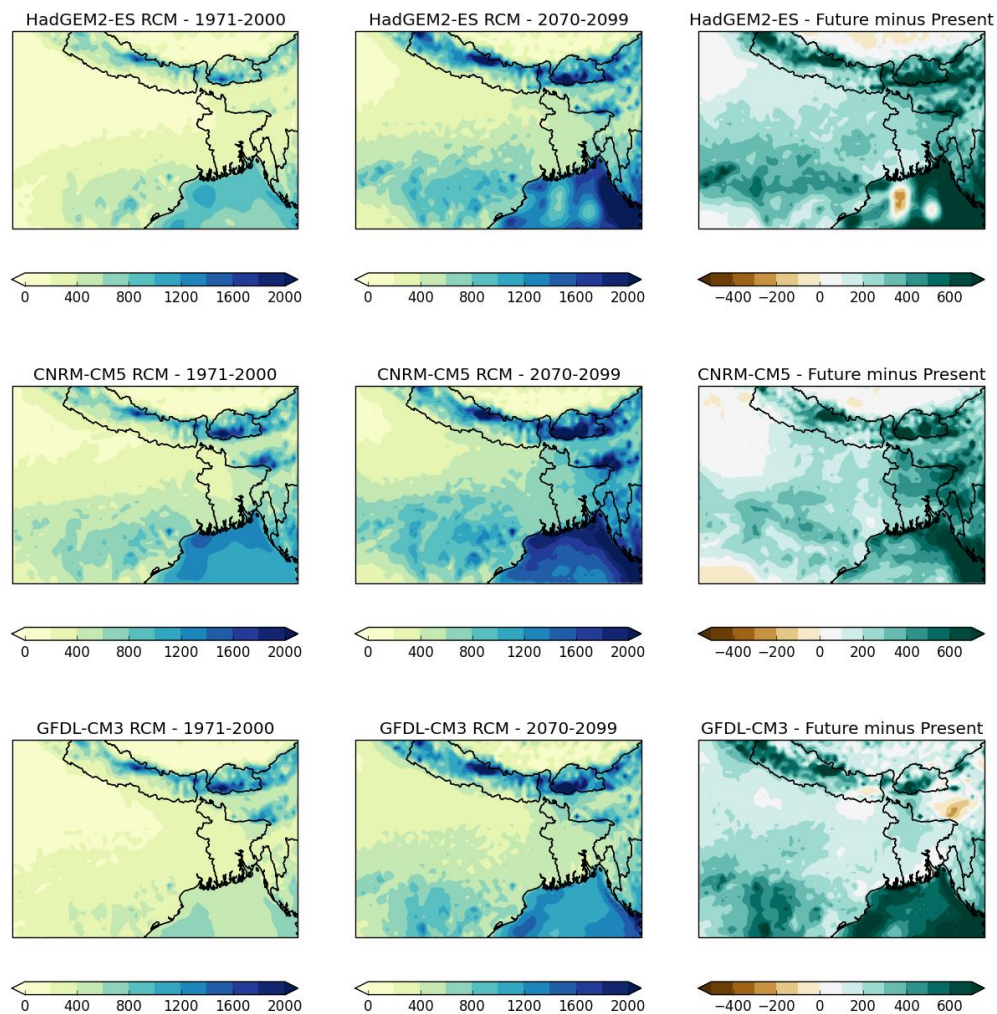 HadGEM2-ES RCM - 1971-2000
HadGEM2-ES RCM - 2070-2099
HadGEM2-ES - Future minus Present
0 400 800 1200 1600 2000
0 400 800 1200 1600 2000
−400 −200 0 200 400 600
CNRM-CM5 RCM - 1971-2000
CNRM-CM5 RCM - 2070-2099
CNRM-CM5 - Future minus Present
0 400 800 1200 1600 2000
0 400 800 1200 1600 2000
−400 −200 0 200 400 600
GFDL-CM3 RCM - 1971-2000
GFDL-CM3 RCM - 2070-2099
GFDL-CM3 - Future minus Present
0 400 800 1200 1600 2000
0 400 800 1200 1600 2000
−400 −200 0 200 400 600